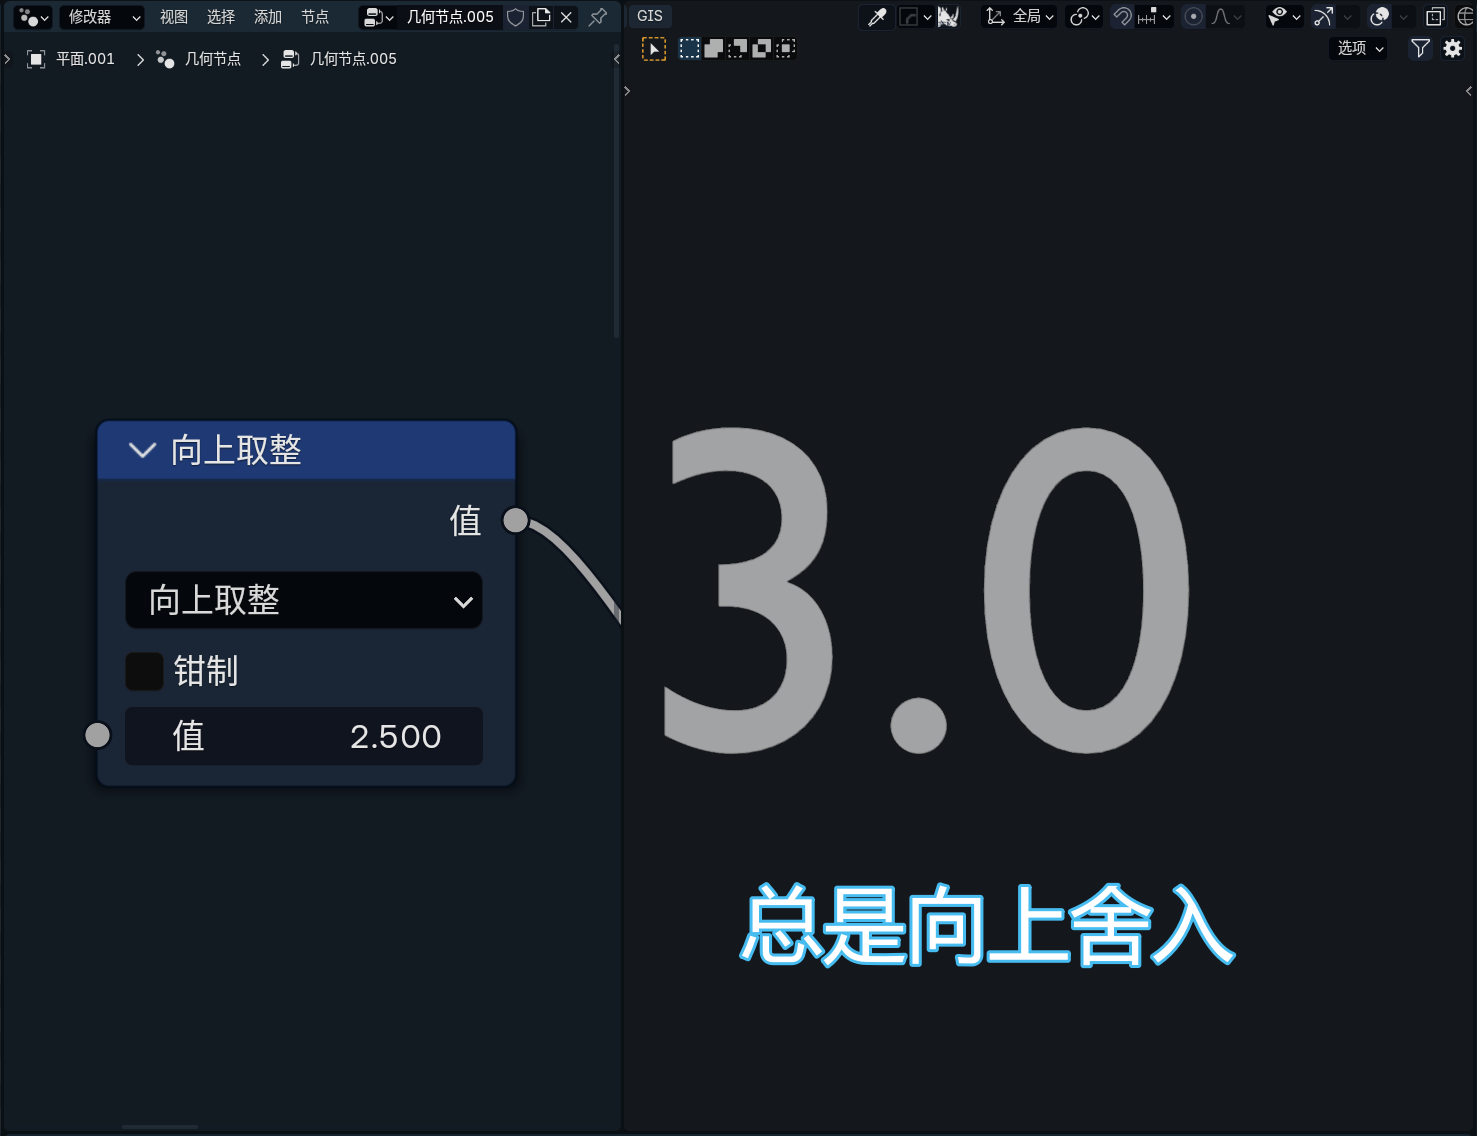 修改器 视图 选择 添加 节点 几何节点.005
GIS 全局
平面.001 几何节点 几何节点.005
选项
向上取整
值
向上取整
钳制
值 2.500
3.0
总是向上舍入